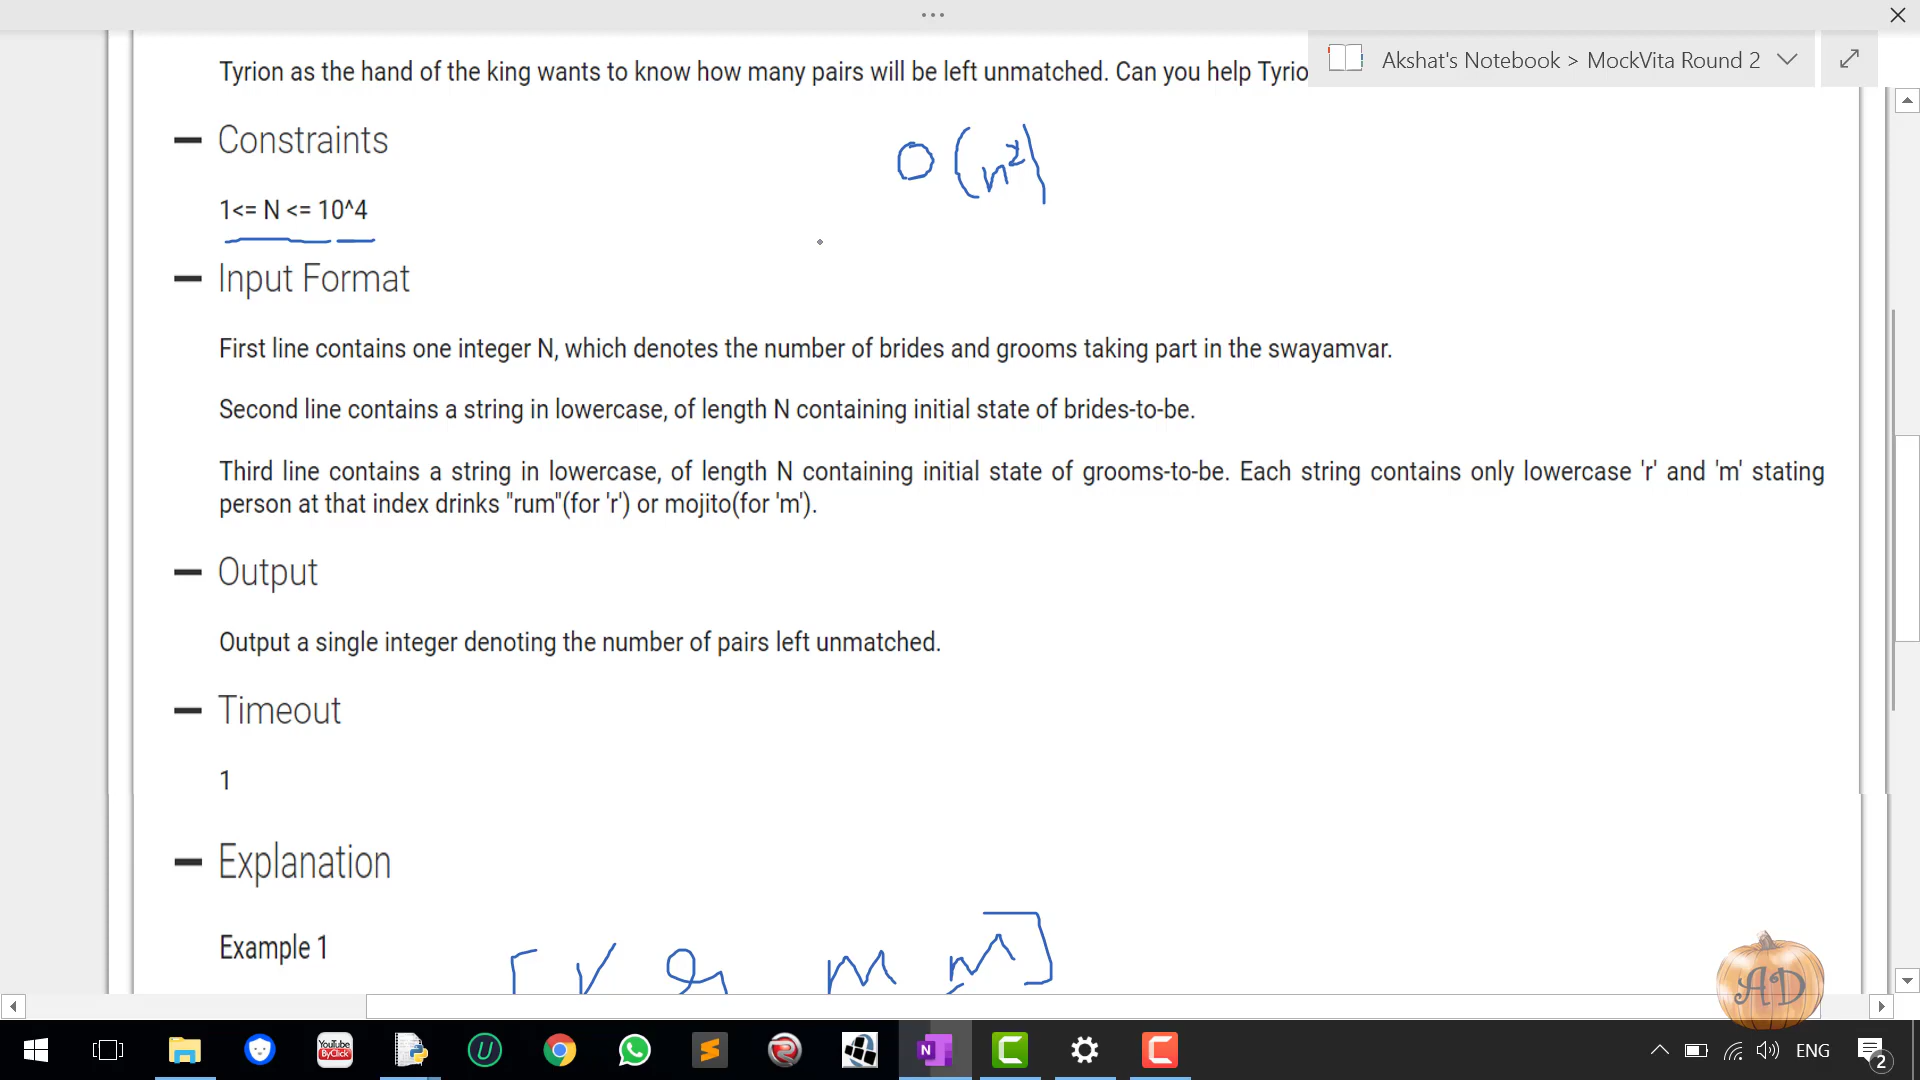 Akshat's Notebook > MockVita Round 2
Tyrion as the hand of the king wants to know how many pairs will be left unmatched. Can you help Tyrio
Constraints
O(n²)
1<= N <= 10^4
Input Format
First line contains one integer N, which denotes the number of brides and grooms taking part in the swayamvar.
Second line contains a string in lowercase, of length N containing initial state of brides-to-be.
Third line contains a string in lowercase, of length N containing initial state of grooms-to-be. Each string contains only lowercase 'r' and 'm' stating
person at that index drinks "rum"(for 'r') or mojito(for 'm').
Output
Output a single integer denoting the number of pairs left unmatched.
Timeout
1
Explanation
Example 1
m m]
AD
YouTube
ByClick
ENG
2